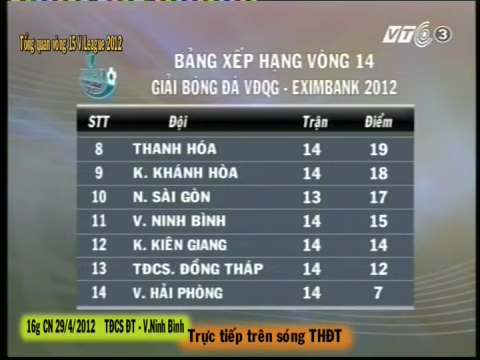 Tổng quan vòng 15 V.League 2012
VTC 3
BẢNG XẾP HẠNG VÒNG 14
GIẢI BÓNG ĐÁ VĐQG - EXIMBANK 2012
STT Đội Trận Điểm
8 THANH HÓA 14 19
9 K. KHÁNH HÒA 14 18
10 N. SÀI GÒN 13 17
11 V. NINH BÌNH 14 15
12 K. KIÊN GIANG 14 14
13 TĐCS. ĐỒNG THÁP 14 12
14 V. HẢI PHÒNG 14 7
16g CN 29/4/2012 TĐCS ĐT - V.Ninh Bình
Trực tiếp trên sóng THĐT